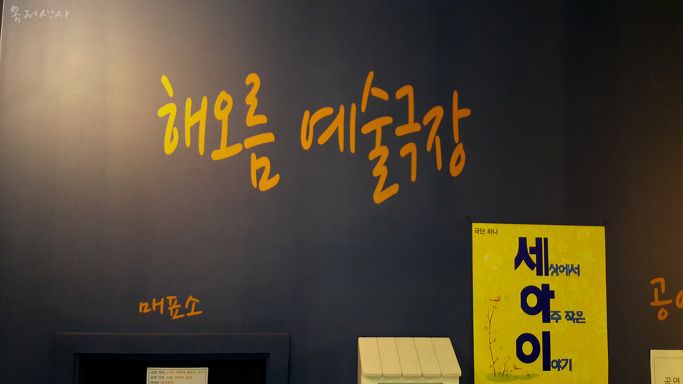 해오름 예술극장
극단 하나
세상에서
아주 작은
이야기
매표소
공연